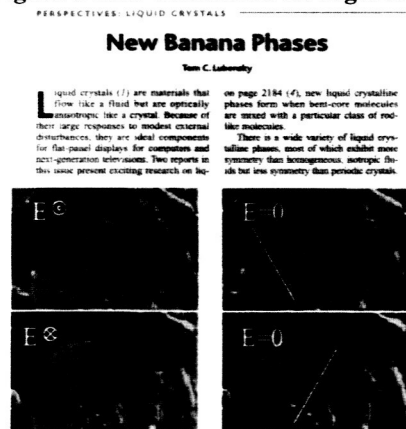 PERSPECTIVES: LIQUID CRYSTALS
New Banana Phases
Tom C. Lubensky
Liquid crystals (1) are materials that
flow like a fluid but are optically
anisotropic like a crystal. Because of
their large responses to modest external
disturbances, they are ideal components
for flat-panel displays for computers and
next-generation televisions. Two reports in
this issue present exciting research on liq-
on page 2184 (4), new liquid crystalline
phases form when bent-core molecules
are mixed with a particular class of rod-
like molecules.
There is a wide variety of liquid crys-
talline phases, most of which exhibit more
symmetry than homogeneous, isotropic flu-
ids but less symmetry than periodic crystals.
E ⊙
E=0
E ⊗
E=0